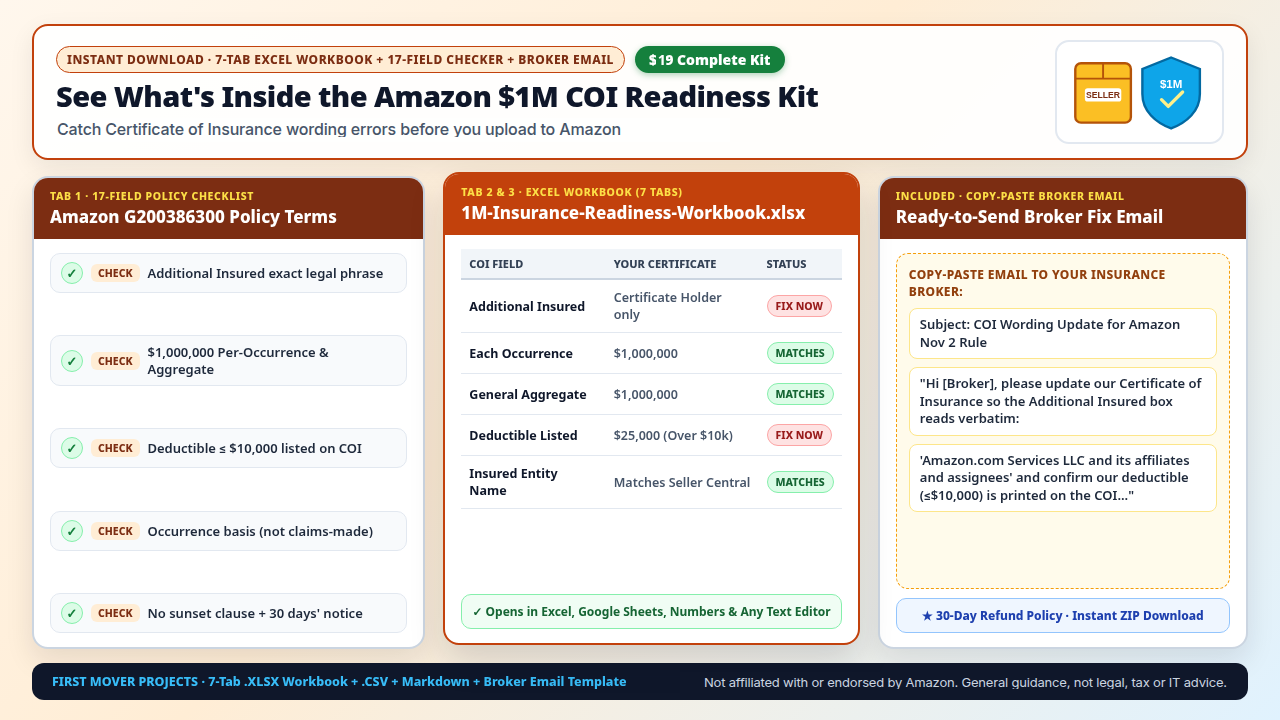 INSTANT DOWNLOAD · 7-TAB EXCEL WORKBOOK + 17-FIELD CHECKER + BROKER EMAIL
$19 Complete Kit
See What's Inside the Amazon $1M COI Readiness Kit
Catch Certificate of Insurance wording errors before you upload to Amazon
SELLER
$1M
TAB 1 · 17-FIELD POLICY CHECKLIST
Amazon G200386300 Policy Terms
✓ CHECK Additional Insured exact legal phrase
✓ CHECK $1,000,000 Per-Occurrence &
Aggregate
✓ CHECK Deductible ≤ $10,000 listed on COI
✓ CHECK Occurrence basis (not claims-made)
✓ CHECK No sunset clause + 30 days' notice
TAB 2 & 3 · EXCEL WORKBOOK (7 TABS)
1M-Insurance-Readiness-Workbook.xlsx
COI FIELD YOUR CERTIFICATE STATUS
Additional Insured Certificate Holder
only FIX NOW
Each Occurrence $1,000,000 MATCHES
General Aggregate $1,000,000 MATCHES
Deductible Listed $25,000 (Over $10k) FIX NOW
Insured Entity
Name Matches Seller Central MATCHES
✓ Opens in Excel, Google Sheets, Numbers & Any Text Editor
INCLUDED · COPY-PASTE BROKER EMAIL
Ready-to-Send Broker Fix Email
COPY-PASTE EMAIL TO YOUR INSURANCE
BROKER:
Subject: COI Wording Update for Amazon
Nov 2 Rule
"Hi [Broker], please update our Certificate of
Insurance so the Additional Insured box
reads verbatim:
'Amazon.com Services LLC and its affiliates
and assignees' and confirm our deductible
(≤$10,000) is printed on the COI..."
★ 30-Day Refund Policy · Instant ZIP Download
FIRST MOVER PROJECTS · 7-Tab .XLSX Workbook + .CSV + Markdown + Broker Email Template
Not affiliated with or endorsed by Amazon. General guidance, not legal, tax or IT advice.